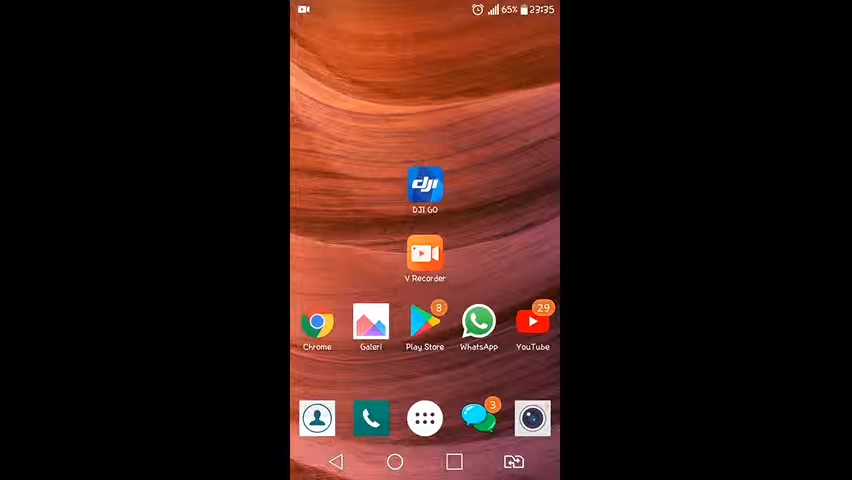 65% 23:35
dji
DJI GO
V Recorder
8
29
Chrome
Galeri
Play Store
WhatsApp
YouTube
3